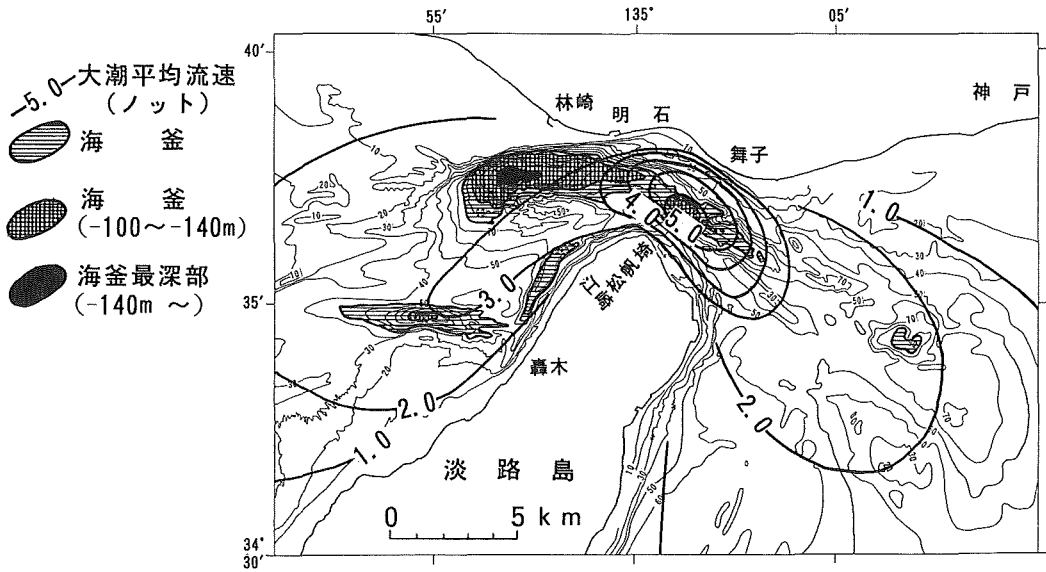 55′
135°
05′
40′
35′
34°
30′
—5.0—大潮平均流速
(ノット)
海 釜
海 釜
(-100～-140m)
海釜最深部
(-140m ～)
林崎
明 石
舞子
神 戸
江崎松帆崎
轟木
淡 路 島
4.0
5.0
3.0
2.0
1.0
1.0
2.0
0 5 km